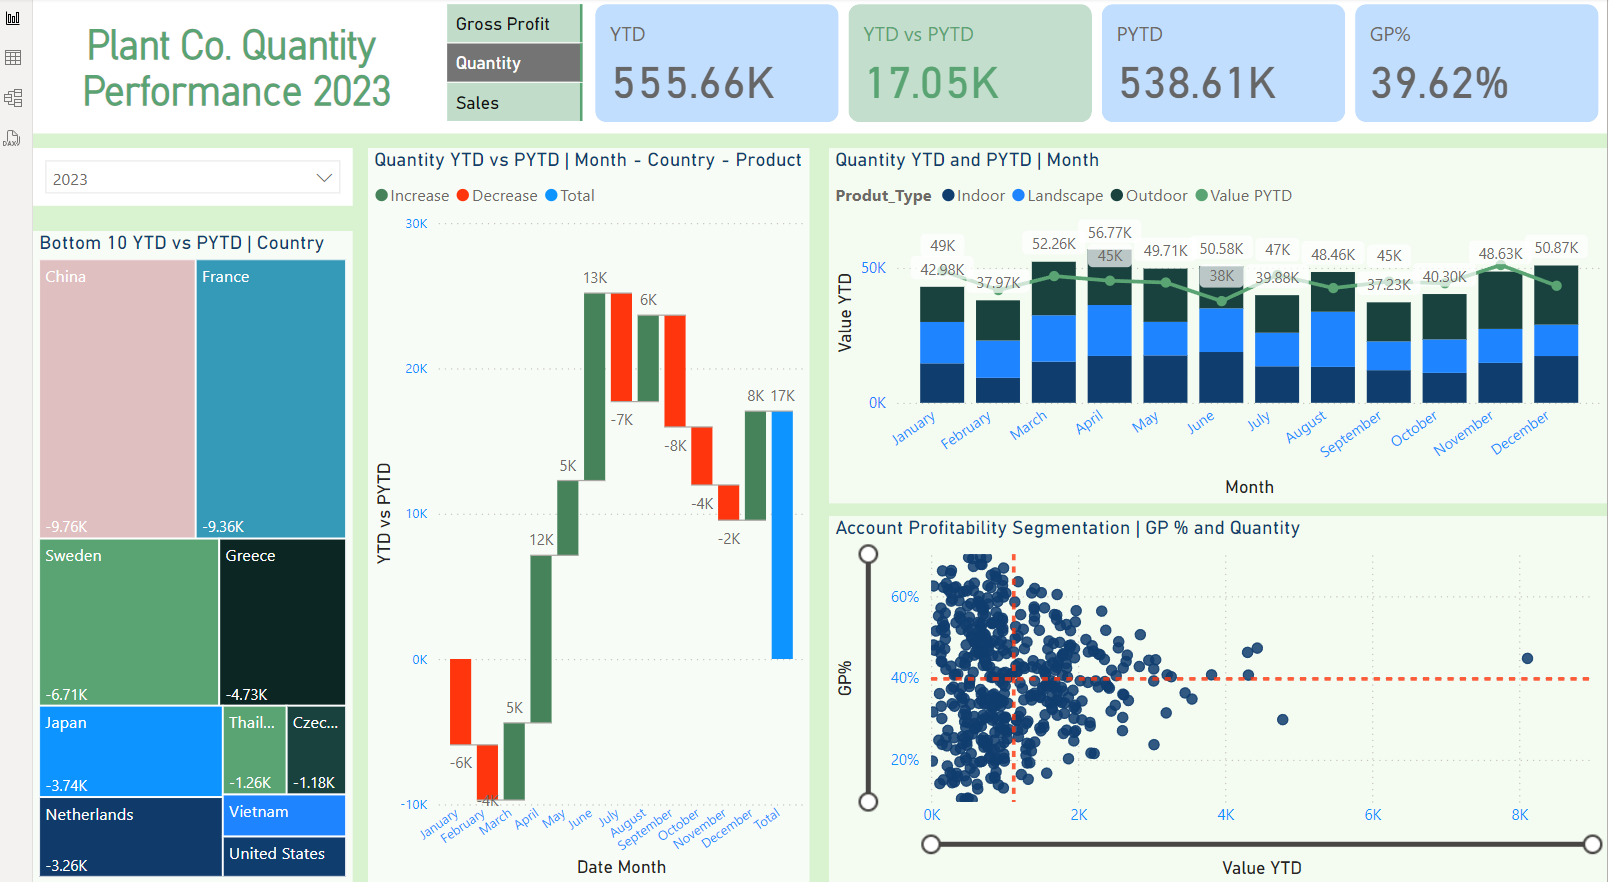 Plant Co. Quantity
Performance 2023
Gross Profit
Quantity
Sales
YTD
555.66K
YTD vs PYTD
17.05K
PYTD
538.61K
GP%
39.62%
DAX
2023
Bottom 10 YTD vs PYTD | Country
China
-9.76K
France
-9.36K
Sweden
-6.71K
Greece
-4.73K
Japan
-3.74K
Thail...
-1.26K
Czec...
-1.18K
Netherlands
-3.26K
Vietnam
United States
Quantity YTD vs PYTD | Month - Country - Product
Increase Decrease Total
30K
20K
10K
0K
-10K
YTD vs PYTD
-6K
-4K
5K
12K
5K
13K
-7K
6K
-8K
-4K
-2K
8K
17K
January
February
March
April
May
June
July
August
September
October
November
December
Total
Date Month
Quantity YTD and PYTD | Month
Produt_Type Indoor Landscape Outdoor Value PYTD
50K
0K
Value YTD
49K
42.98K
37.97K
52.26K
56.77K
45K
49.71K
50.58K
38K
47K
39.88K
48.46K
45K
37.23K
40.30K
48.63K
50.87K
January
February
March
April
May
June
July
August
September
October
November
December
Month
Account Profitability Segmentation | GP % and Quantity
60%
40%
20%
GP%
0K
2K
4K
6K
8K
Value YTD